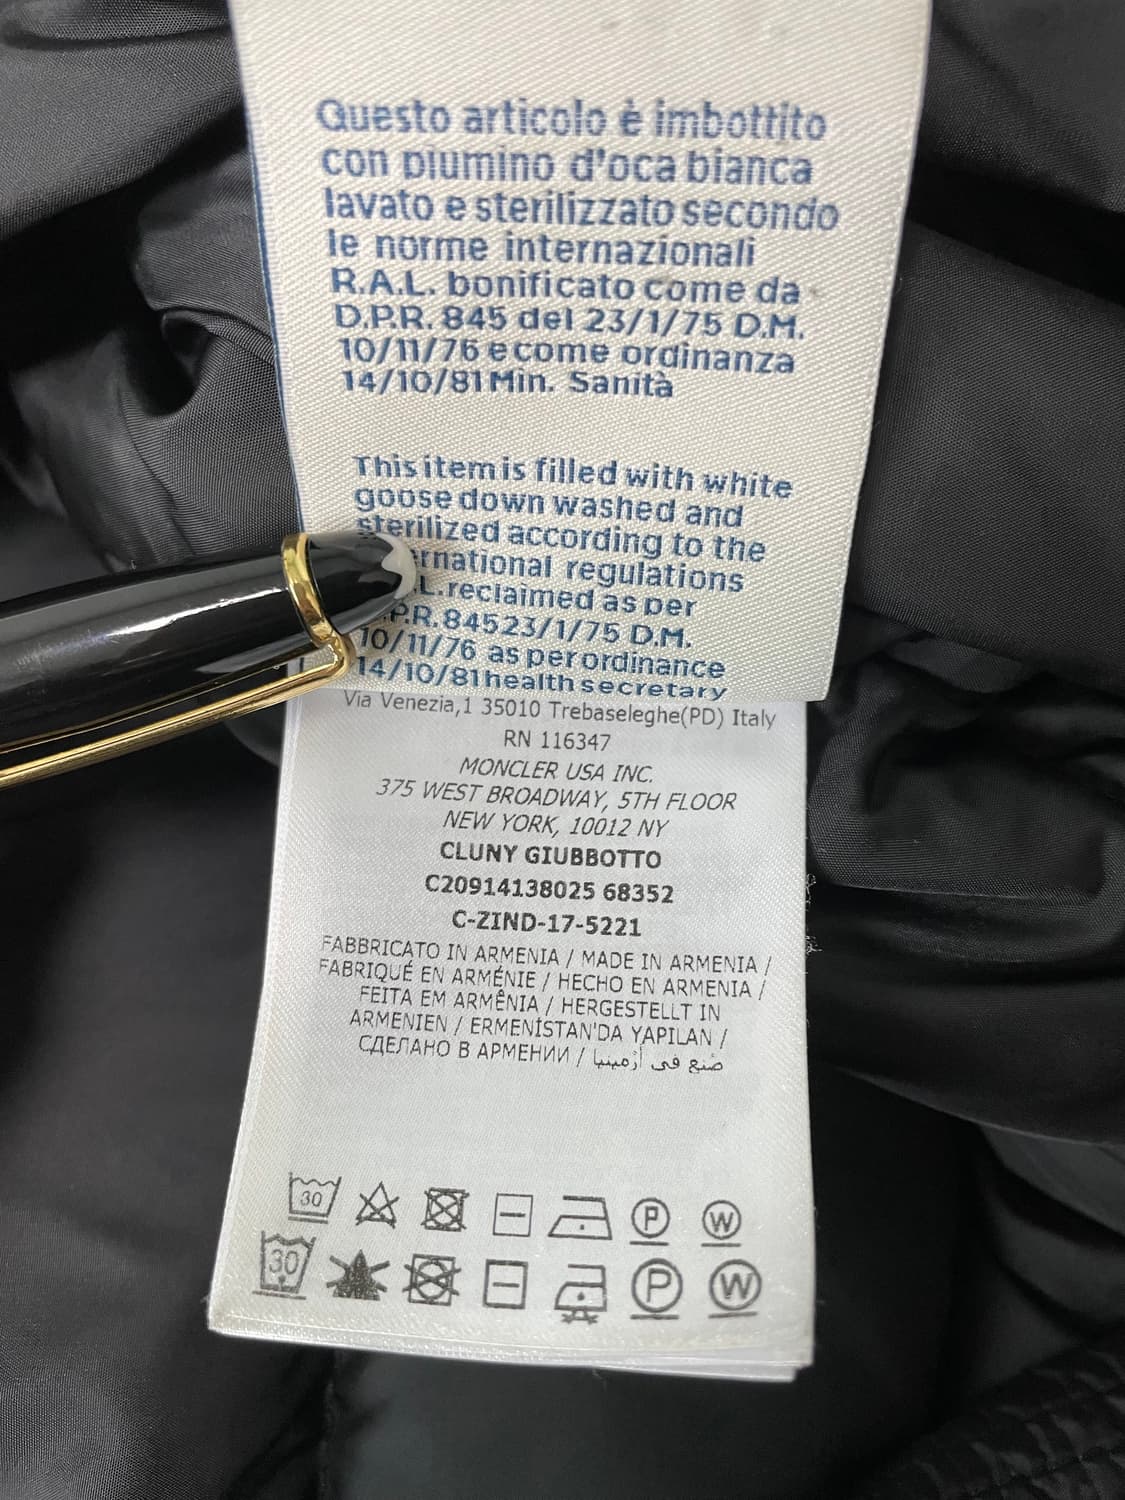 Questo articolo è imbottito
con piumino d'oca bianca
lavato e sterilizzato secondo
le norme internazionali
R.A.L. bonificato come da
D.P.R. 845 del 23/1/75 D.M.
10/11/76 e come ordinanza
14/10/81 Min. Sanità
This item is filled with white
goose down washed and
sterilized according to the
regulations
reclaimed as per
84523/1/75 D.M.
10/11/76 as per ordinance
14/10/81 health secretary
Via Venezia,1 35010 Trebaseleghe(PD) Italy
RN 116347
MONCLER USA INC.
375 WEST BROADWAY, 5TH FLOOR
NEW YORK, 10012 NY
CLUNY GIUBBOTTO
C20914138025 68352
C-ZIND-17-5221
FABBRICATO IN ARMENIA / MADE IN ARMENIA /
FABRIQUÉ EN ARMÉNIE / HECHO EN ARMENIA /
FEITA EM ARMÊNIA / HERGESTELLT IN
ARMENIEN / ERMENİSTAN'DA YAPILAN /
СДЕЛАНО В АРМЕНИИ / صنع في أرمينيا
30 P W
30 P W